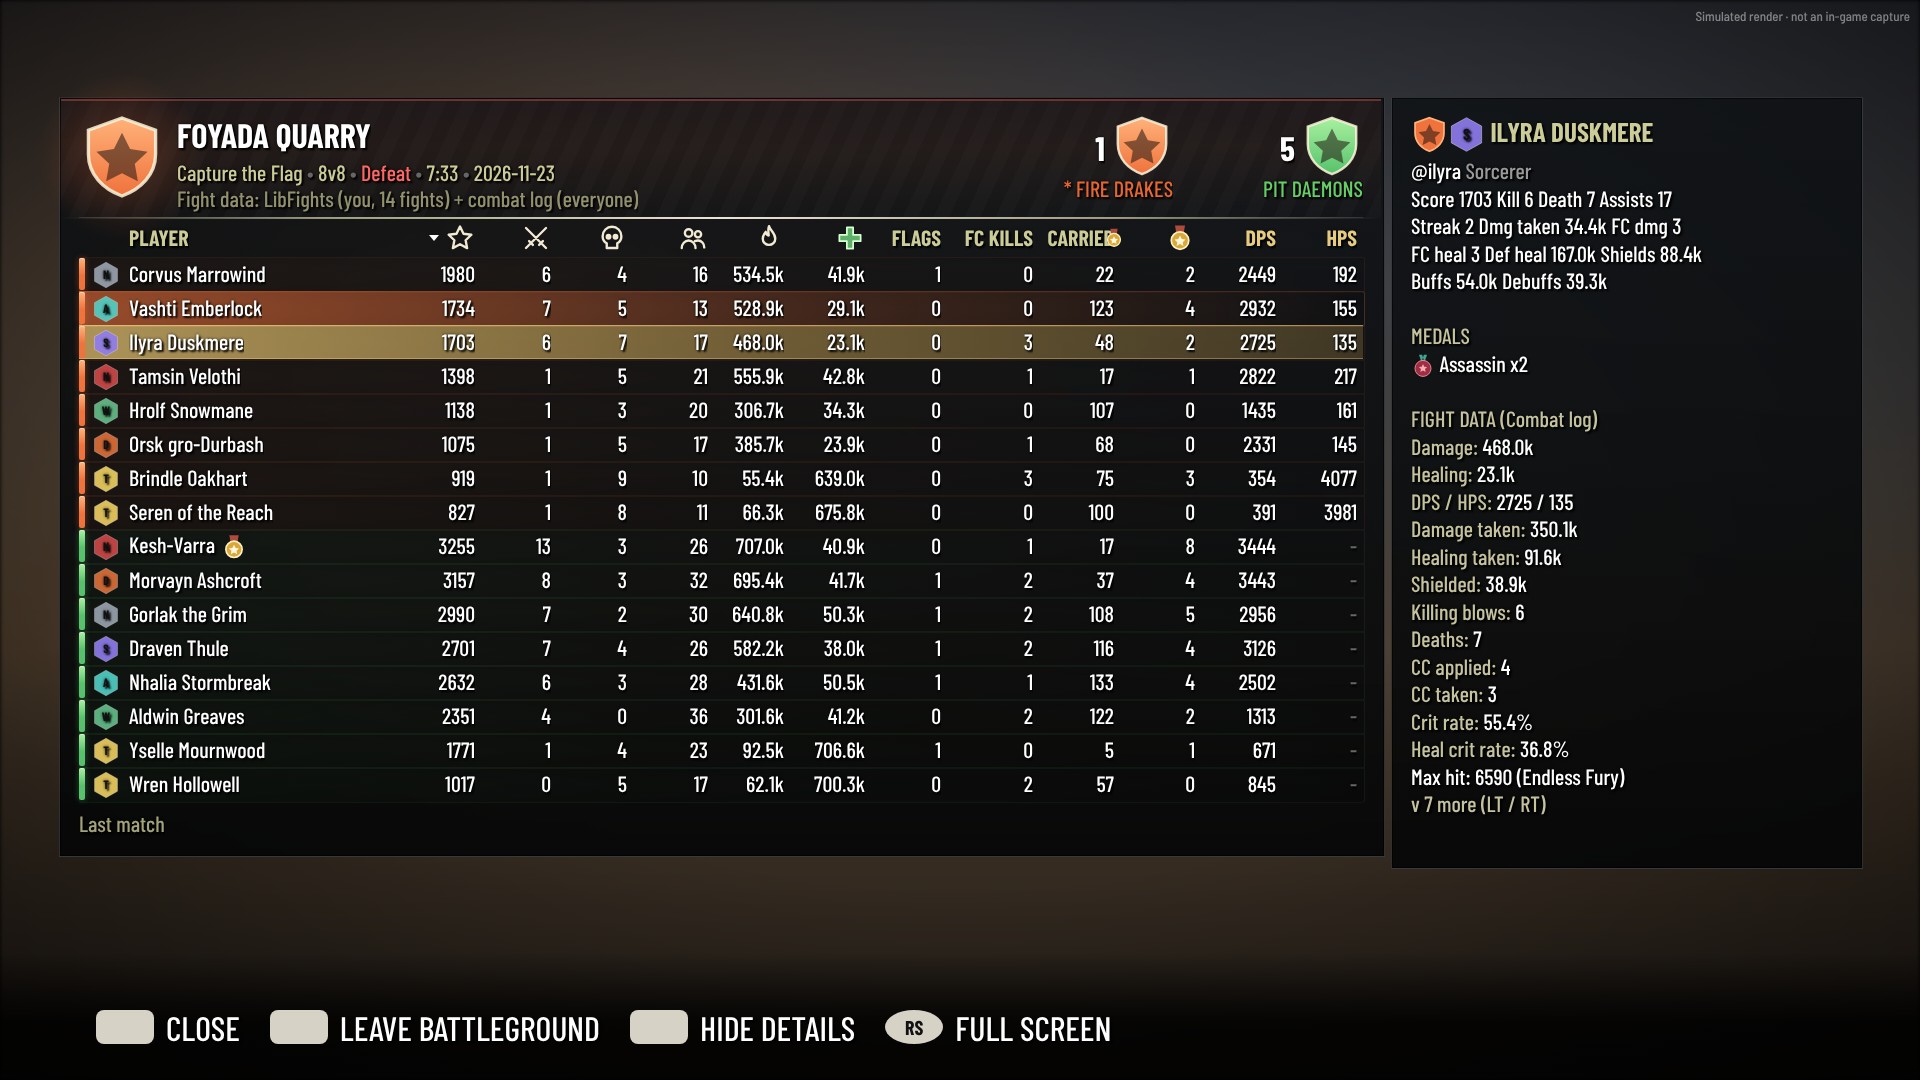 Simulated render · not an in-game capture
FOYADA QUARRY
Capture the Flag • 8v8 • Defeat • 7:33 • 2026-11-23
Fight data: LibFights (you, 14 fights) + combat log (everyone)
1
* FIRE DRAKES
5
PIT DAEMONS
PLAYER FLAGS FC KILLS CARRIER DPS HPS
Corvus Marrowind 1980 6 4 16 534.5k 41.9k 1 0 22 2 2449 192
Vashti Emberlock 1734 7 5 13 528.9k 29.1k 0 0 123 4 2932 155
Ilyra Duskmere 1703 6 7 17 468.0k 23.1k 0 3 48 2 2725 135
Tamsin Velothi 1398 1 5 21 555.9k 42.8k 0 1 17 1 2822 217
Hrolf Snowmane 1138 1 3 20 306.7k 34.3k 0 0 107 0 1435 161
Orsk gro-Durbash 1075 1 5 17 385.7k 23.9k 0 1 68 0 2331 145
Brindle Oakhart 919 1 9 10 55.4k 639.0k 0 3 75 3 354 4077
Seren of the Reach 827 1 8 11 66.3k 675.8k 0 0 100 0 391 3981
Kesh-Varra 3255 13 3 26 707.0k 40.9k 0 1 17 8 3444 -
Morvayn Ashcroft 3157 8 3 32 695.4k 41.7k 1 2 37 4 3443 -
Gorlak the Grim 2990 7 2 30 640.8k 50.3k 1 2 108 5 2956 -
Draven Thule 2701 7 4 26 582.2k 38.0k 1 2 116 4 3126 -
Nhalia Stormbreak 2632 6 3 28 431.6k 50.5k 1 1 133 4 2502 -
Aldwin Greaves 2351 4 0 36 301.6k 41.2k 0 2 122 2 1313 -
Yselle Mournwood 1771 1 4 23 92.5k 706.6k 1 0 5 1 671 -
Wren Hollowell 1017 0 5 17 62.1k 700.3k 0 2 57 0 845 -
Last match
ILYRA DUSKMERE
@ilyra Sorcerer
Score 1703 Kill 6 Death 7 Assists 17
Streak 2 Dmg taken 34.4k FC dmg 3
FC heal 3 Def heal 167.0k Shields 88.4k
Buffs 54.0k Debuffs 39.3k
MEDALS
Assassin x2
FIGHT DATA (Combat log)
Damage: 468.0k
Healing: 23.1k
DPS / HPS: 2725 / 135
Damage taken: 350.1k
Healing taken: 91.6k
Shielded: 38.9k
Killing blows: 6
Deaths: 7
CC applied: 4
CC taken: 3
Crit rate: 55.4%
Heal crit rate: 36.8%
Max hit: 6590 (Endless Fury)
v 7 more (LT / RT)
CLOSE LEAVE BATTLEGROUND HIDE DETAILS RS FULL SCREEN